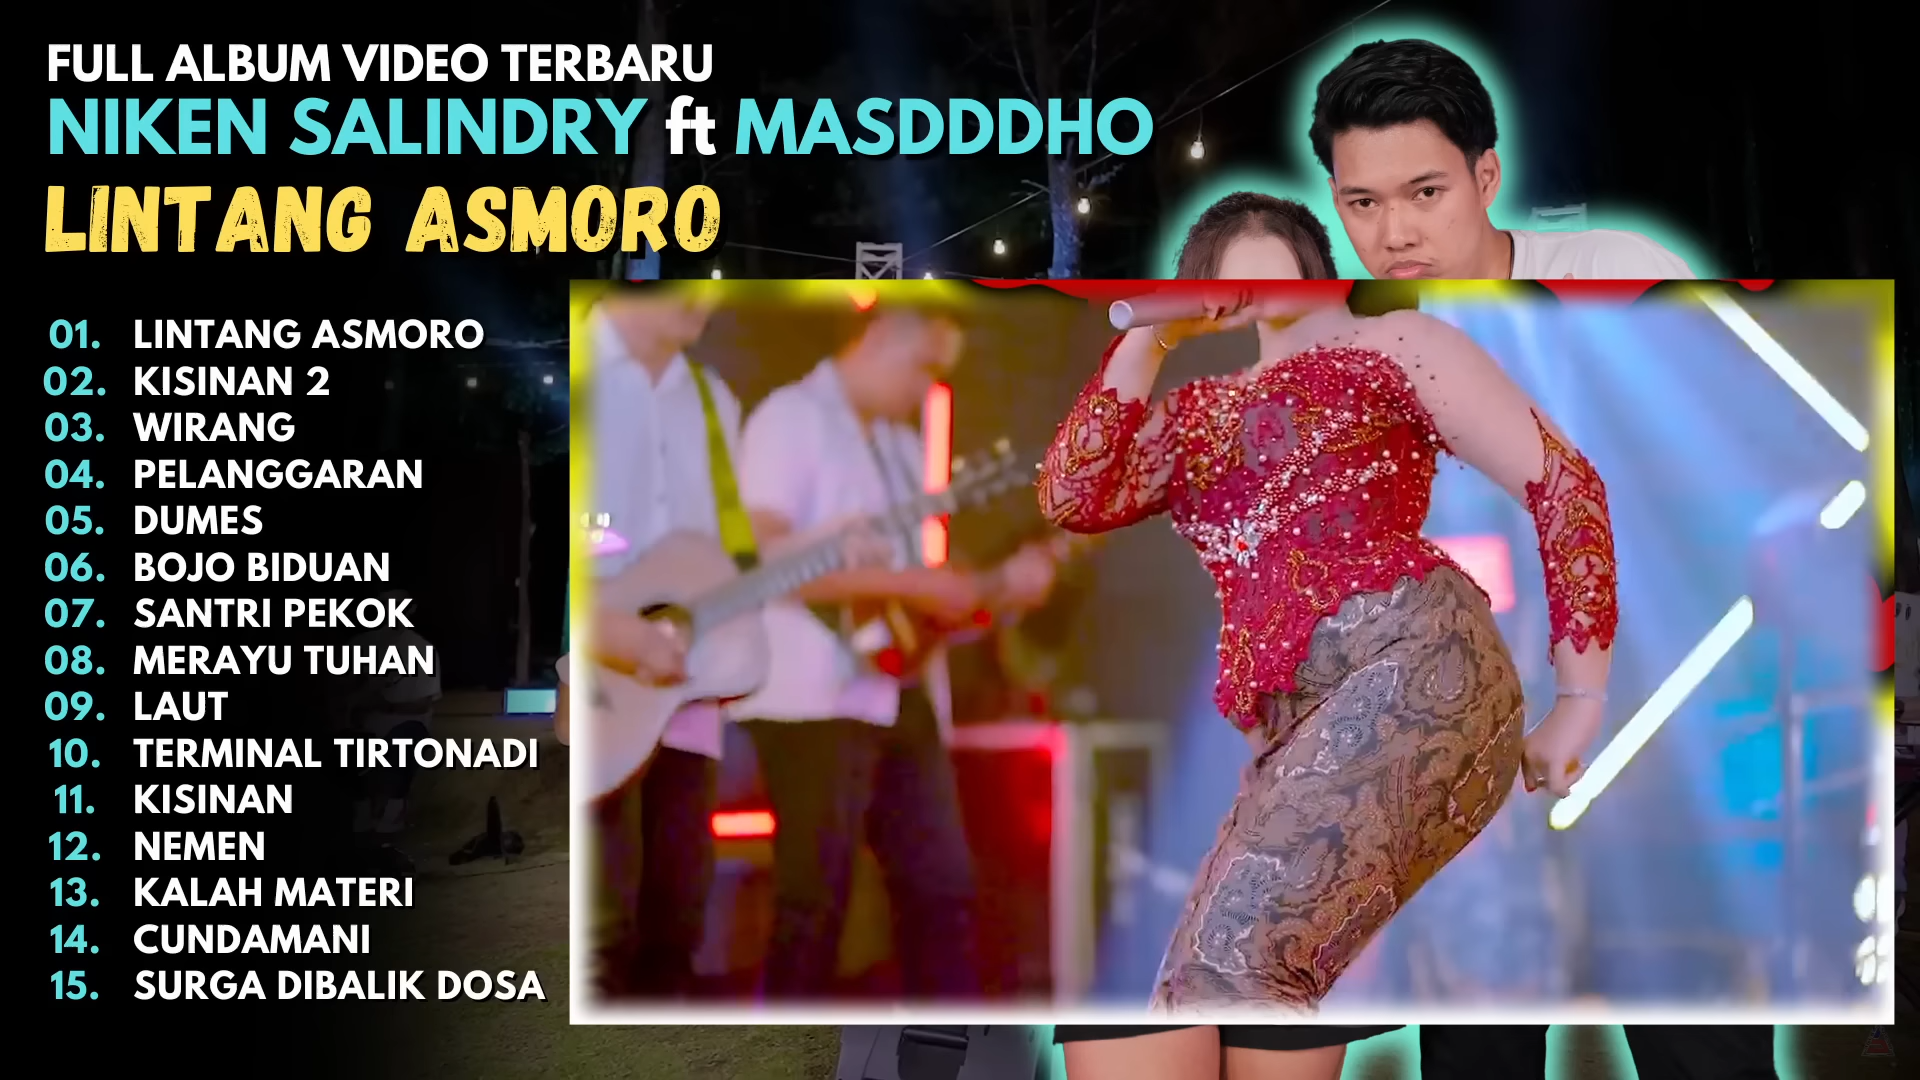 FULL ALBUM VIDEO TERBARU
NIKEN SALINDRY ft MASDDDHO
LINTANG ASMORO
01. LINTANG ASMORO
02. KISINAN 2
03. WIRANG
04. PELANGGARAN
05. DUMES
06. BOJO BIDUAN
07. SANTRI PEKOK
08. MERAYU TUHAN
09. LAUT
10. TERMINAL TIRTONADI
11. KISINAN
12. NEMEN
13. KALAH MATERI
14. CUNDAMANI
15. SURGA DIBALIK DOSA